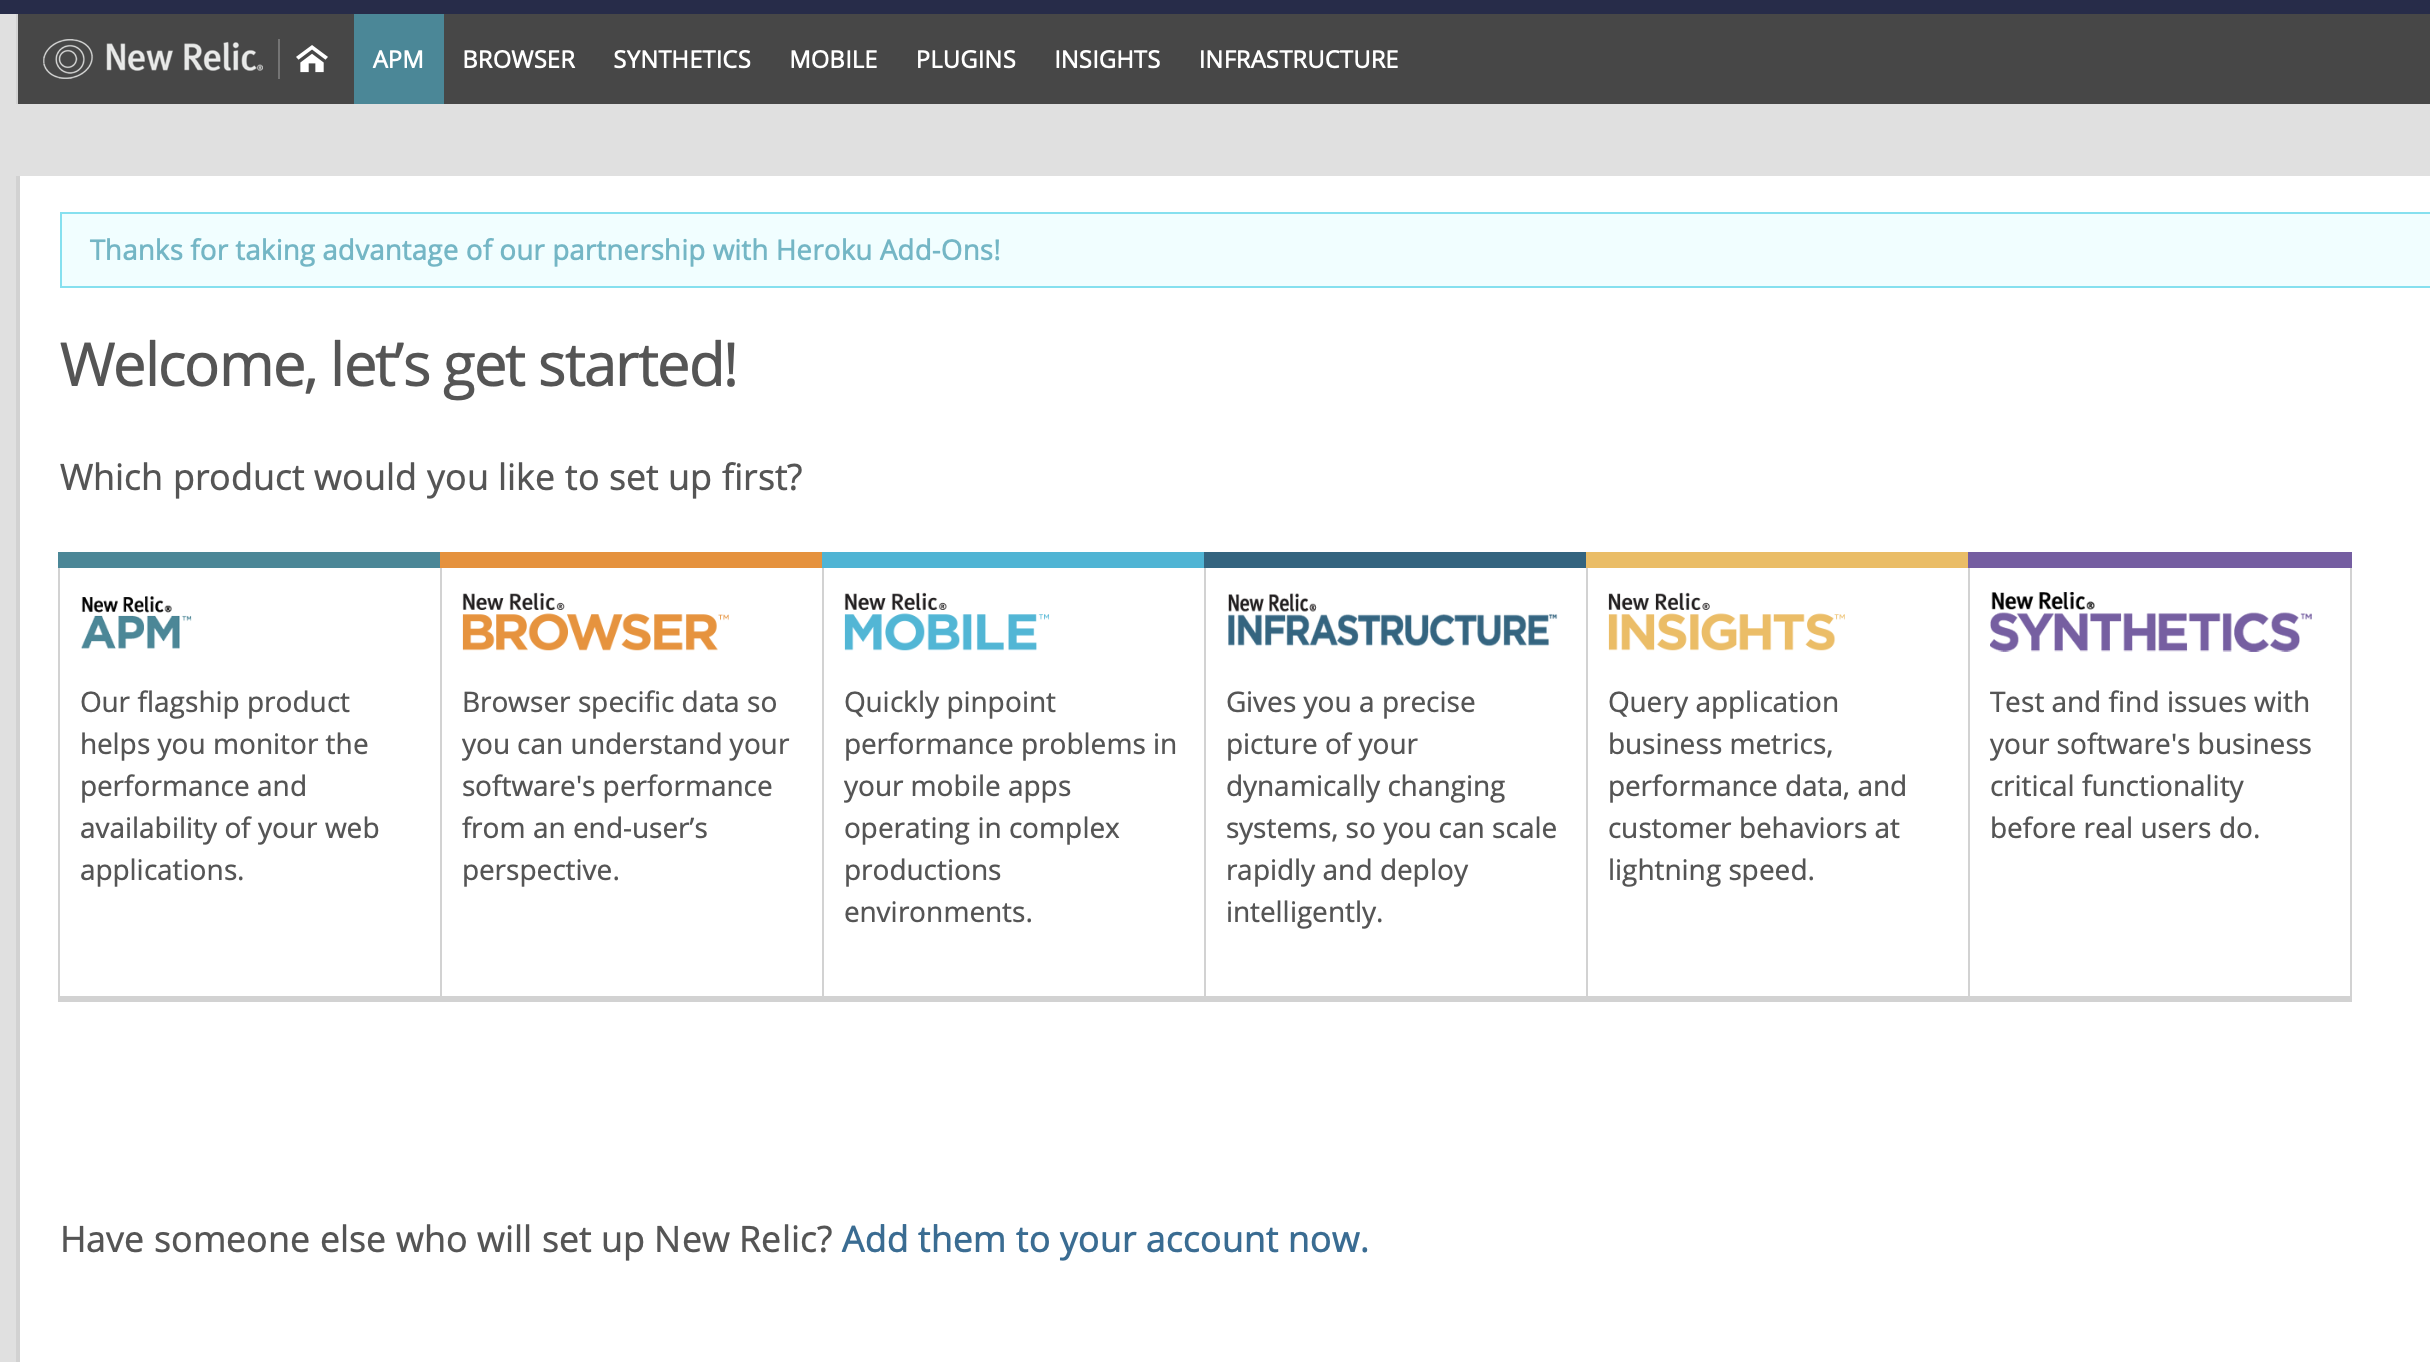 New Relic®
APM
BROWSER
SYNTHETICS
MOBILE
PLUGINS
INSIGHTS
INFRASTRUCTURE
Thanks for taking advantage of our partnership with Heroku Add-Ons!
Welcome, let’s get started!
Which product would you like to set up first?
New Relic®
APM™
Our flagship product
helps you monitor the
performance and
availability of your web
applications.
New Relic®
BROWSER™
Browser specific data so
you can understand your
software's performance
from an end-user’s
perspective.
New Relic®
MOBILE™
Quickly pinpoint
performance problems in
your mobile apps
operating in complex
productions
environments.
New Relic®
INFRASTRUCTURE™
Gives you a precise
picture of your
dynamically changing
systems, so you can scale
rapidly and deploy
intelligently.
New Relic®
INSIGHTS™
Query application
business metrics,
performance data, and
customer behaviors at
lightning speed.
New Relic®
SYNTHETICS™
Test and find issues with
your software's business
critical functionality
before real users do.
Have someone else who will set up New Relic? Add them to your account now.